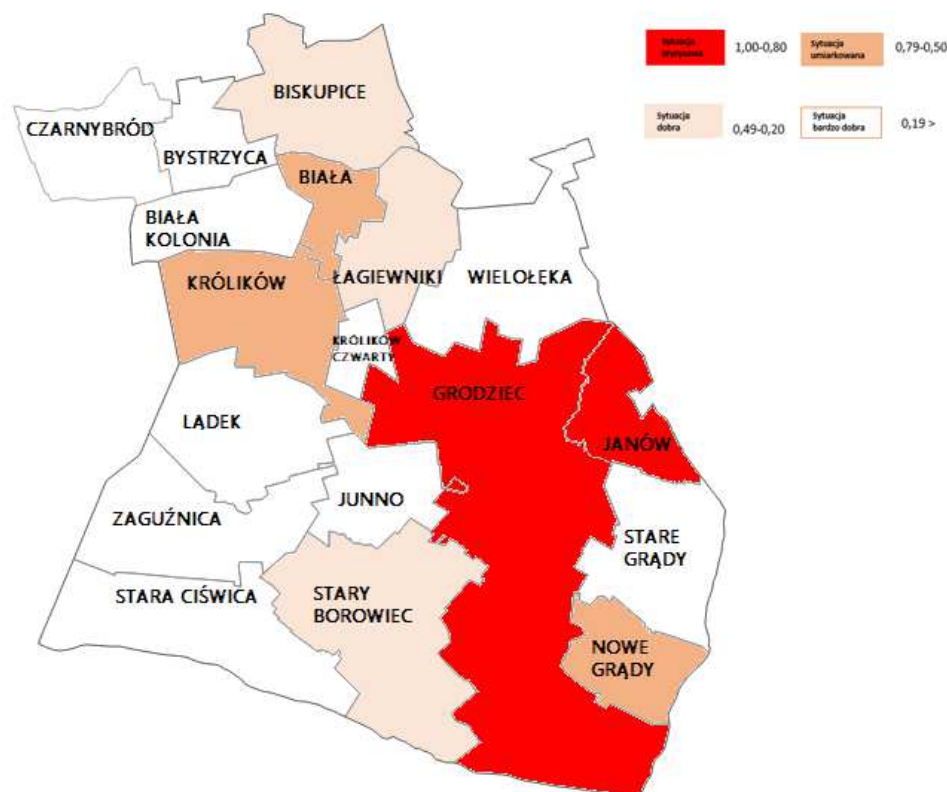 Sytuacja
kryzysowa
1,00-0,80
Sytuacja
umiarkowana
0,79-0,50
Sytuacja
dobra
0,49-0,20
Sytuacja
bardzo dobra
0,19 >
BISKUPICE
CZARNYBRÓD
BYSTRZYCA
BIAŁA
BIAŁA
KOLONIA
KRÓLIKÓW
ŁAGIEWNIKI
WIELOŁĘKA
KRÓLIKÓW
CZWARTY
GRODZIEC
LĄDEK
JANÓW
JUNNO
ZAGUŹNICA
STARE
GRĄDY
STARA CIŚWICA
STARY
BOROWIEC
NOWE
GRĄDY